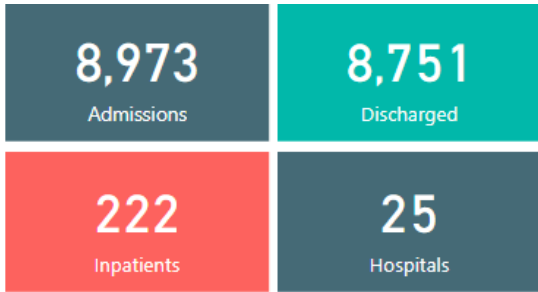 8,973
Admissions
8,751
Discharged
222
Inpatients
25
Hospitals